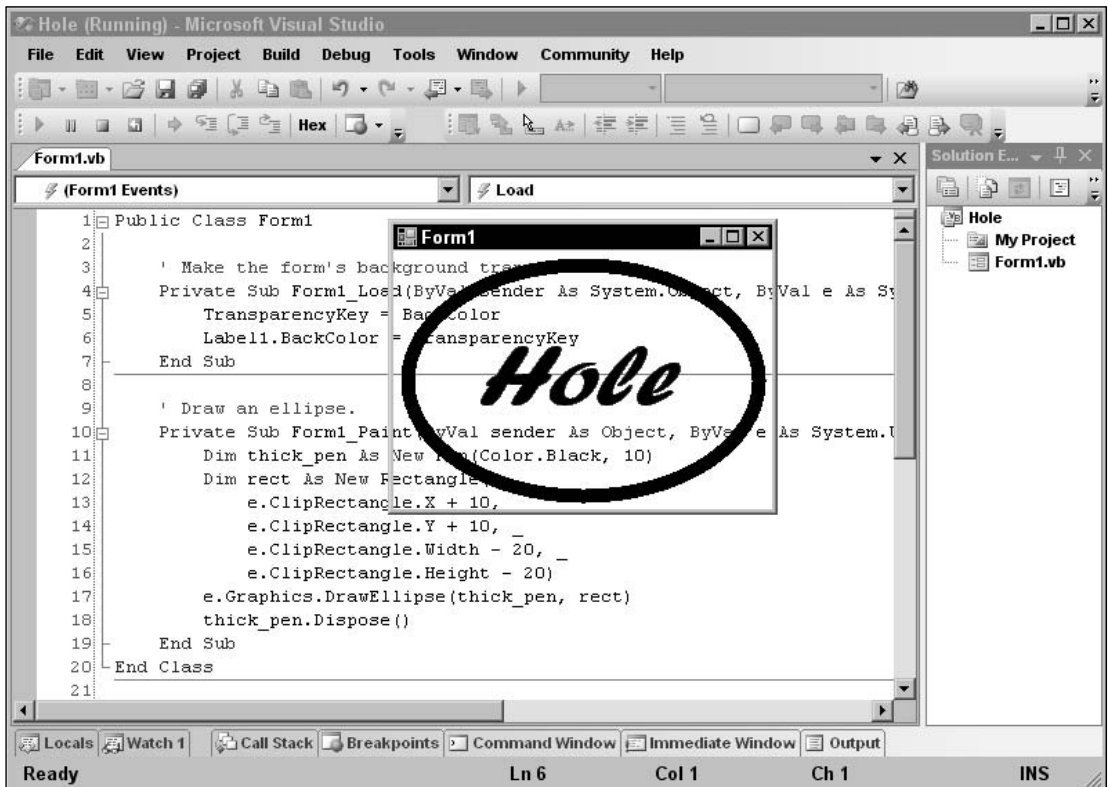 Hole (Running) - Microsoft Visual Studio
File Edit View Project Build Debug Tools Window Community Help
Hex
Form1.vb
Solution E...
(Form1 Events) Load
Hole
My Project
Form1.vb
Form1
Hole
1 Public Class Form1
2
3 ' Make the form's background
4 Private Sub Form1_Load(ByVal sender As System.Object, ByVal e As Sy
5 TransparencyKey = BackColor
6 Label1.BackColor = TransparencyKey
7 End Sub
8
9 ' Draw an ellipse.
10 Private Sub Form1_Paint(ByVal sender As Object, ByVal e As System.
11 Dim thick_pen As New Pen(Color.Black, 10)
12 Dim rect As New Rectangle
13 e.ClipRectangle.X + 10,
14 e.ClipRectangle.Y + 10, _
15 e.ClipRectangle.Width - 20, _
16 e.ClipRectangle.Height - 20)
17 e.Graphics.DrawEllipse(thick_pen, rect)
18 thick_pen.Dispose()
19 End Sub
20 End Class
21
Locals Watch 1 Call Stack Breakpoints Command Window Immediate Window Output
Ready Ln 6 Col 1 Ch 1 INS